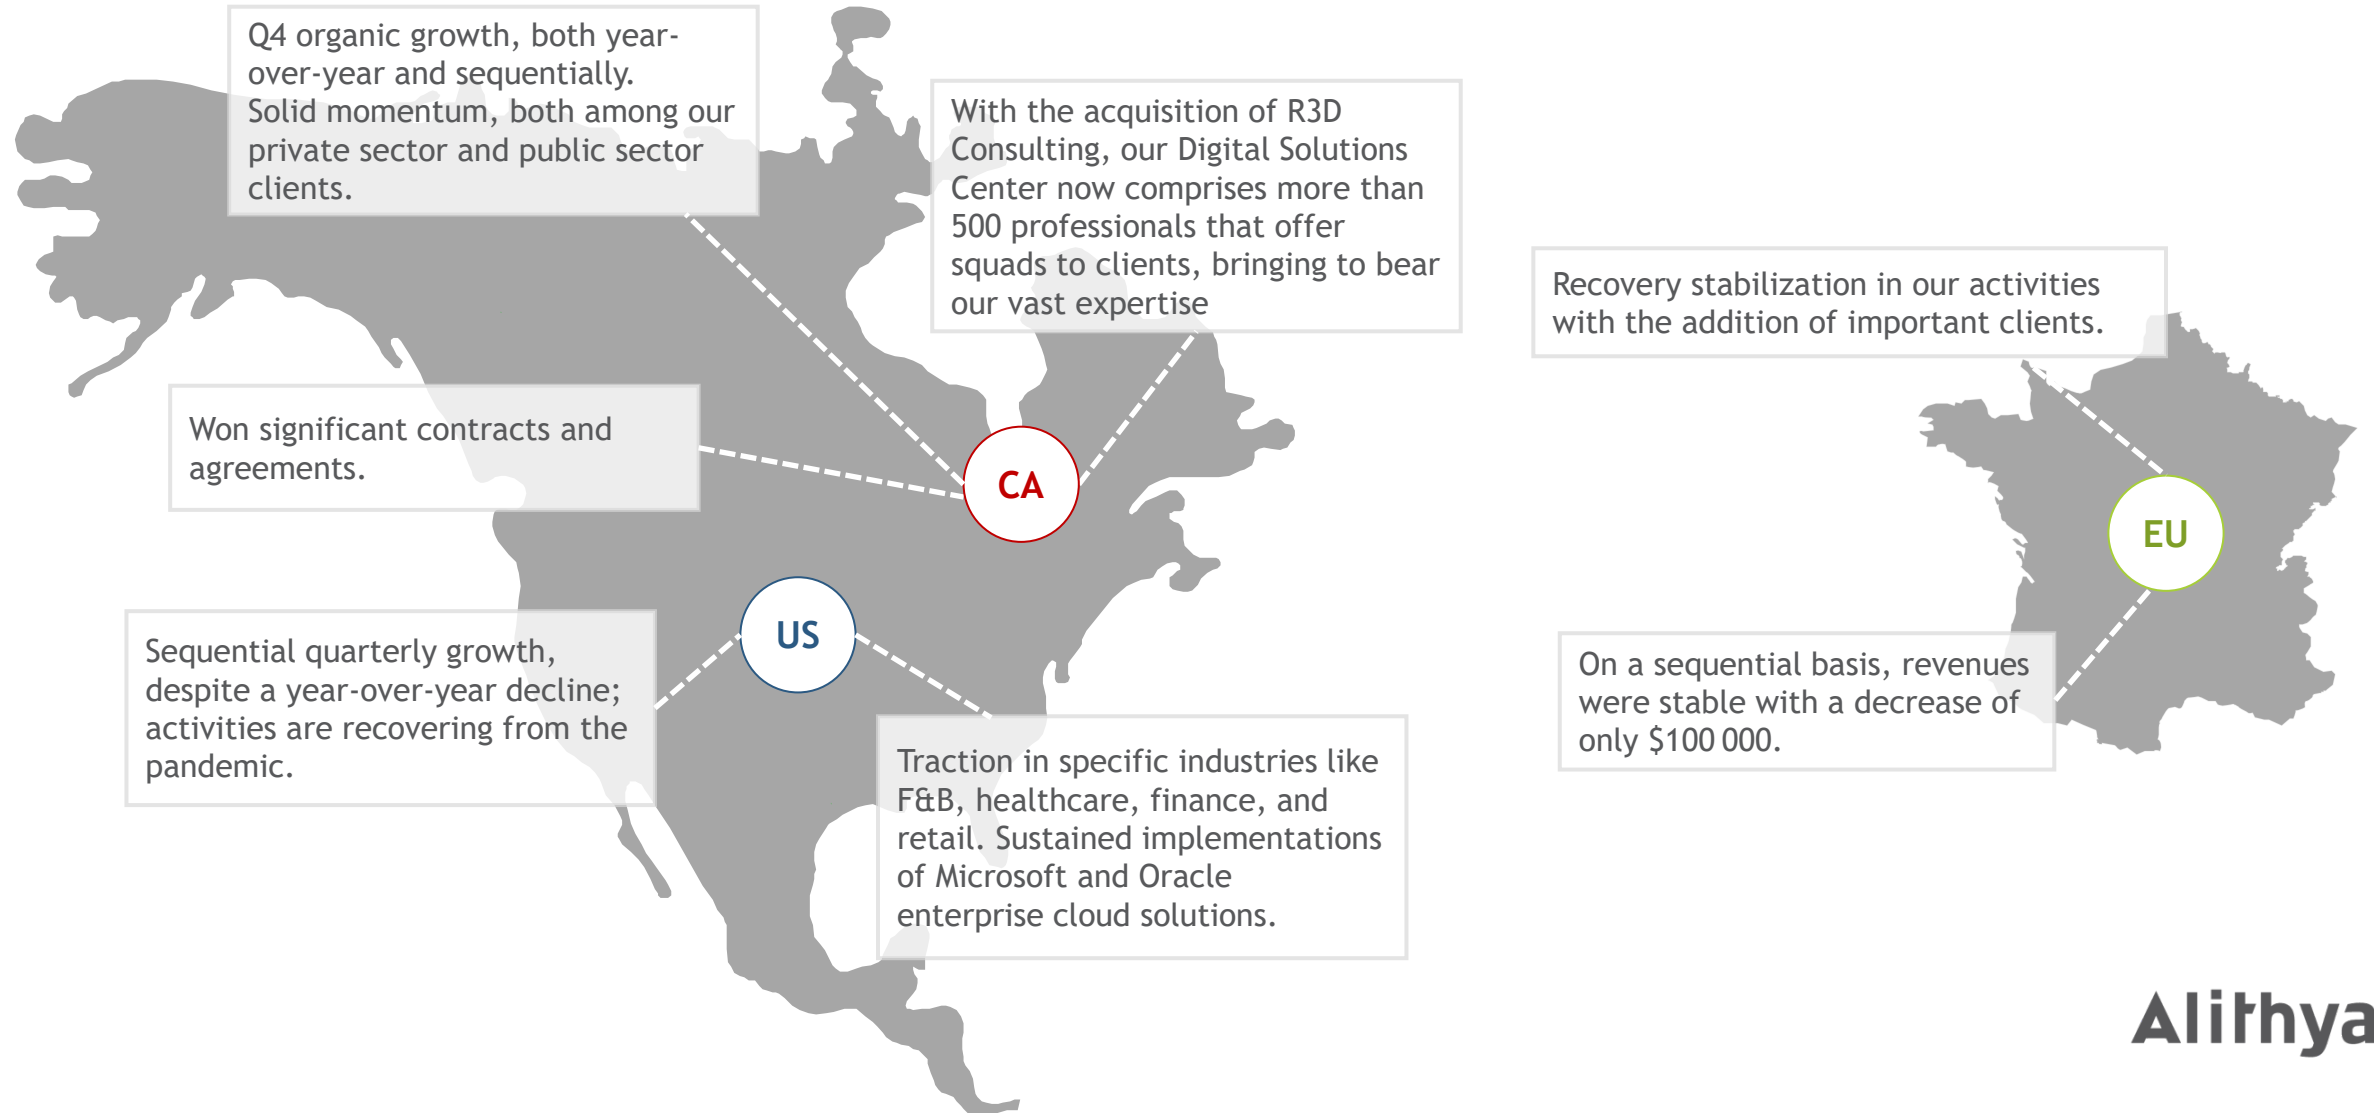 Q4 organic growth, both year-
over-year and sequentially.
Solid momentum, both among our
private sector and public sector
clients.
With the acquisition of R3D
Consulting, our Digital Solutions
Center now comprises more than
500 professionals that offer
squads to clients, bringing to bear
our vast expertise
Recovery stabilization in our activities
with the addition of important clients.
Won significant contracts and
agreements.
CA
EU
US
Sequential quarterly growth,
despite a year-over-year decline;
activities are recovering from the
pandemic.
On a sequential basis, revenues
were stable with a decrease of
only $100 000.
Traction in specific industries like
F&B, healthcare, finance, and
retail. Sustained implementations
of Microsoft and Oracle
enterprise cloud solutions.
Alithya